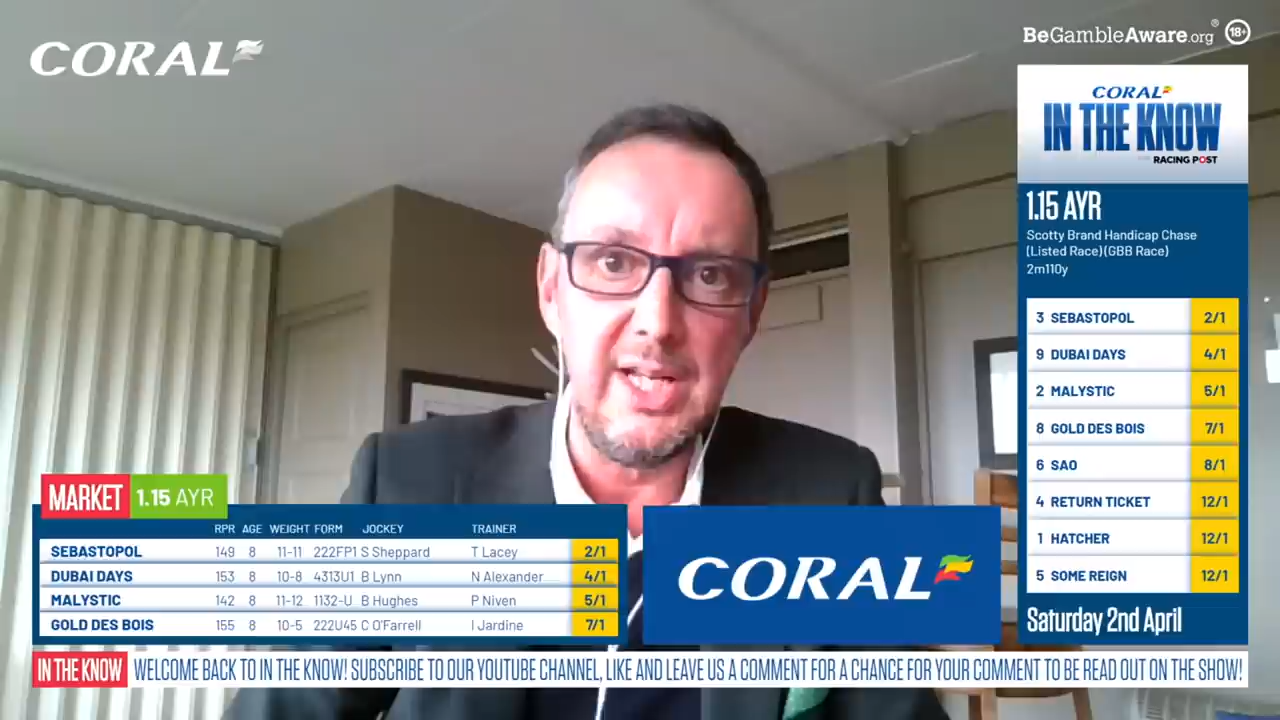 CORAL
BeGambleAware.org® 18+
CORAL
IN THE KNOW
RACING POST
1.15 AYR
Scotty Brand Handicap Chase
(Listed Race)(GBB Race)
2m110y
3 SEBASTOPOL 2/1
9 DUBAI DAYS 4/1
2 MALYSTIC 5/1
8 GOLD DES BOIS 7/1
6 SAO 8/1
4 RETURN TICKET 12/1
1 HATCHER 12/1
5 SOME REIGN 12/1
Saturday 2nd April
MARKET 1.15 AYR
RPR AGE WEIGHT FORM JOCKEY TRAINER
SEBASTOPOL 149 8 11-11 222FP1 S Sheppard T Lacey 2/1
DUBAI DAYS 153 8 10-8 4313U1 B Lynn N Alexander 4/1
MALYSTIC 142 8 11-12 1132-U B Hughes P Niven 5/1
GOLD DES BOIS 155 8 10-5 222U45 C O'Farrell I Jardine 7/1
CORAL
IN THE KNOW WELCOME BACK TO IN THE KNOW! SUBSCRIBE TO OUR YOUTUBE CHANNEL, LIKE AND LEAVE US A COMMENT FOR A CHANCE FOR YOUR COMMENT TO BE READ OUT ON THE SHOW!